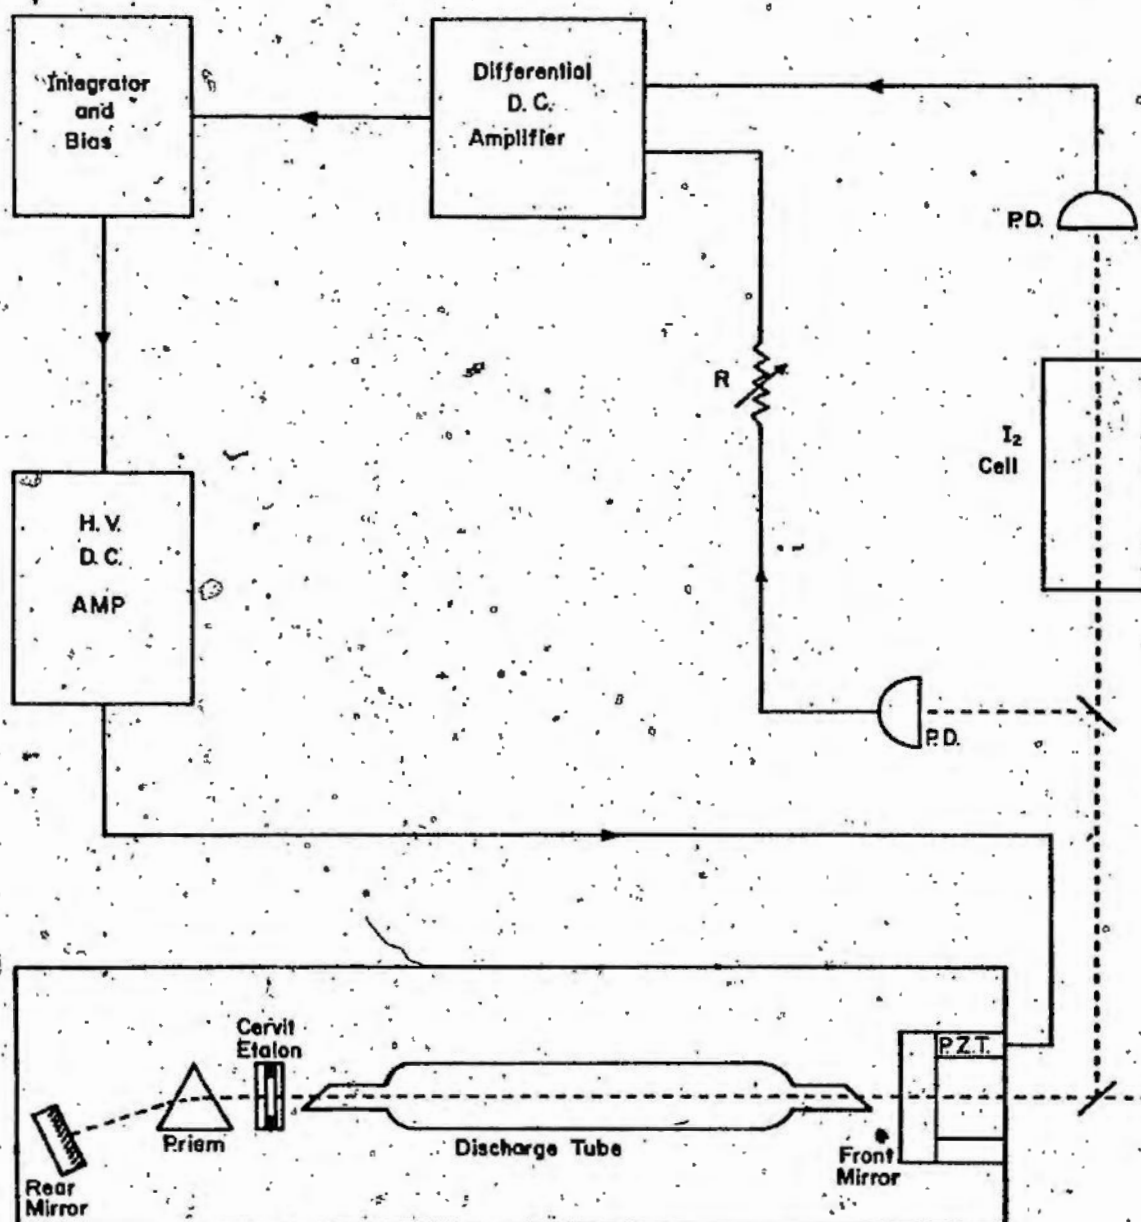 Integrator
and
Bias
Differential
D. C.
Amplifier
P.D.
R
I₂
Cell
H. V.
D. C.
AMP
P.D.
Cervit
Etalon
P.Z.T.
Prism
Discharge Tube
Front
Mirror
Rear
Mirror